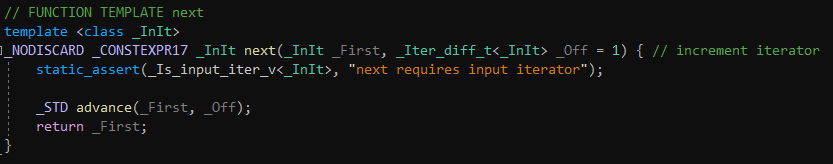 // FUNCTION TEMPLATE next
template <class _InIt>
_NODISCARD _CONSTEXPR17 _InIt next(_InIt _First, _Iter_diff_t<_InIt> _Off = 1) { // increment iterator
static_assert(_Is_input_iter_v<_InIt>, "next requires input iterator");
_STD advance(_First, _Off);
return _First;
}